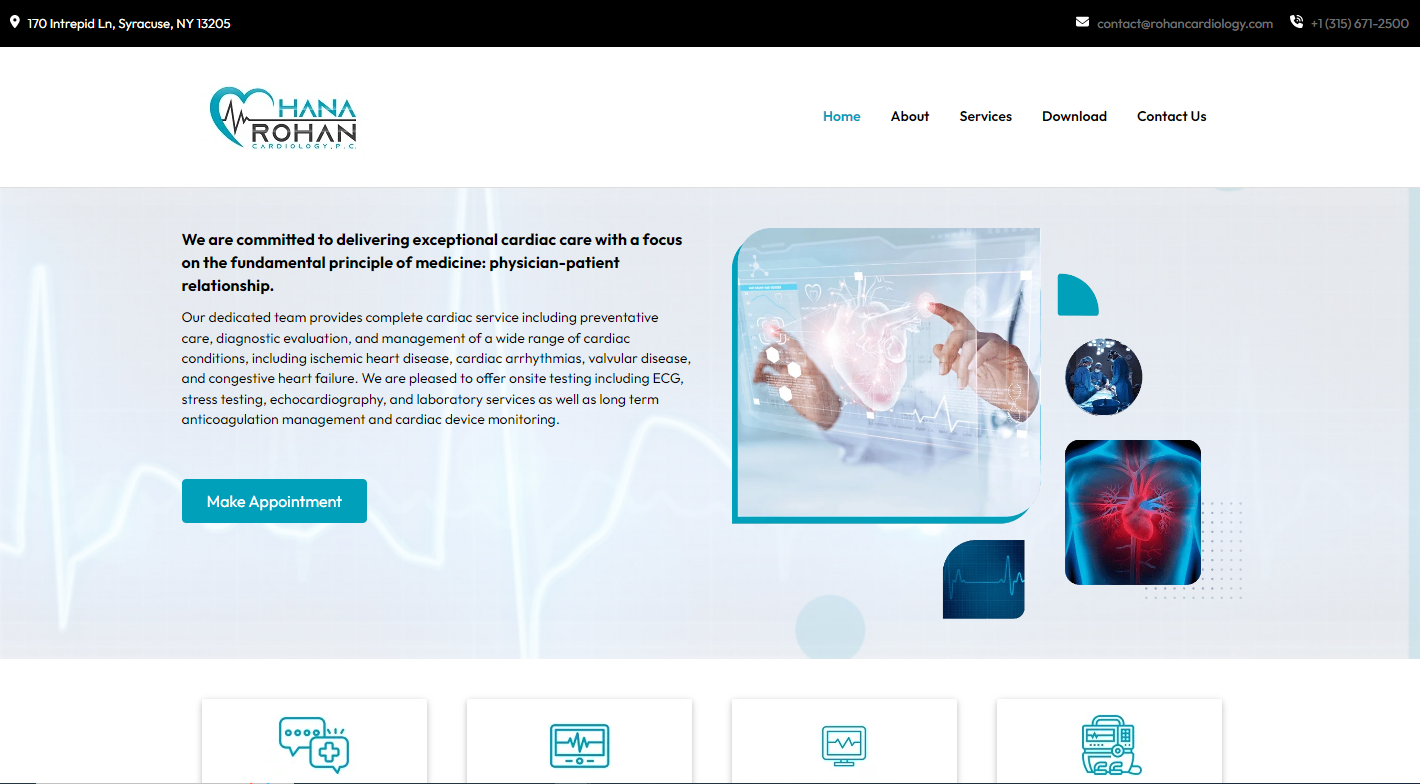 170 Intrepid Ln, Syracuse, NY 13205
contact@rohancardiology.com
+1 (315) 671-2500
HANA
ROHAN
CARDIOLOGY, P.C.
Home
About
Services
Download
Contact Us
We are committed to delivering exceptional cardiac care with a focus
on the fundamental principle of medicine: physician-patient
relationship.
Our dedicated team provides complete cardiac service including preventative
care, diagnostic evaluation, and management of a wide range of cardiac
conditions, including ischemic heart disease, cardiac arrhythmias, valvular disease,
and congestive heart failure. We are pleased to offer onsite testing including ECG,
stress testing, echocardiography, and laboratory services as well as long term
anticoagulation management and cardiac device monitoring.
Make Appointment